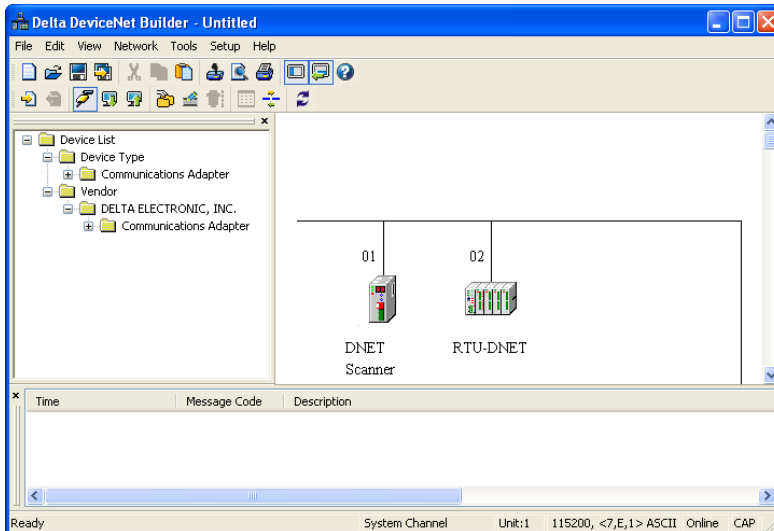 Delta DeviceNet Builder - Untitled
File Edit View Network Tools Setup Help
Device List
Device Type
Communications Adapter
Vendor
DELTA ELECTRONIC, INC.
Communications Adapter
01 02
DNET RTU-DNET
Scanner
Time Message Code Description
Ready System Channel Unit:1 115200, <7,E,1> ASCII Online CAP